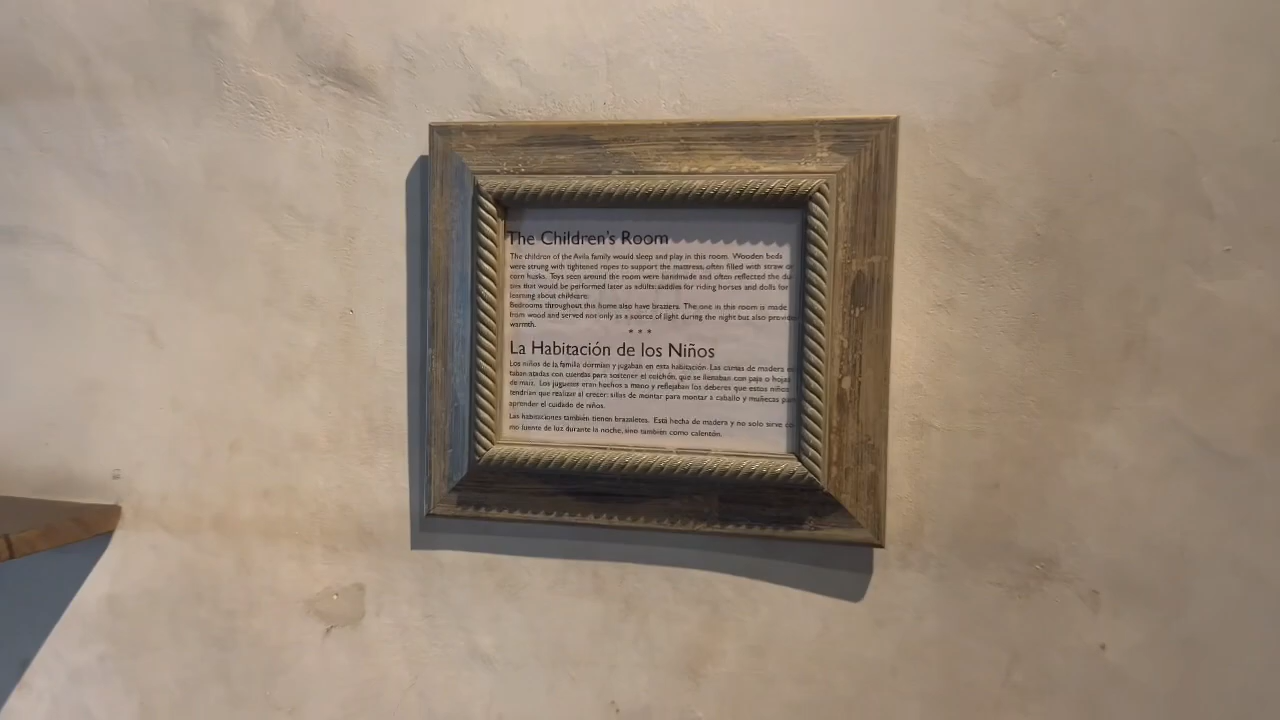 The Children's Room
The children of the Avila family would sleep and play in this room. Wooden beds
were strung with tightened ropes to support the mattress, often filled with straw or
corn husks. Toys seen around the room were handmade and often reflected the du-
ties that would be performed later as adults: saddles for riding horses and dolls for
learning about childcare.
Bedrooms throughout this home also have braziers. The one in this room is made
from wood and served not only as a source of light during the night but also provides
warmth.
* * *
La Habitación de los Niños
Los niños de la familia dormían y jugaban en esta habitación. Las camas de madera
taban atadas con cuerdas para sostener el colchón, que se llenaban con paja o hojas
de maíz. Los juguetes eran hechos a mano y reflejaban los deberes que estos niños
tendrían que realizar al crecer: sillas de montar para montar a caballo y muñecas para
aprender el cuidado de niños.
Las habitaciones también tienen brazaletes. Está hecha de madera y no solo sirve co
mo fuente de luz durante la noche, sino también como calentón.